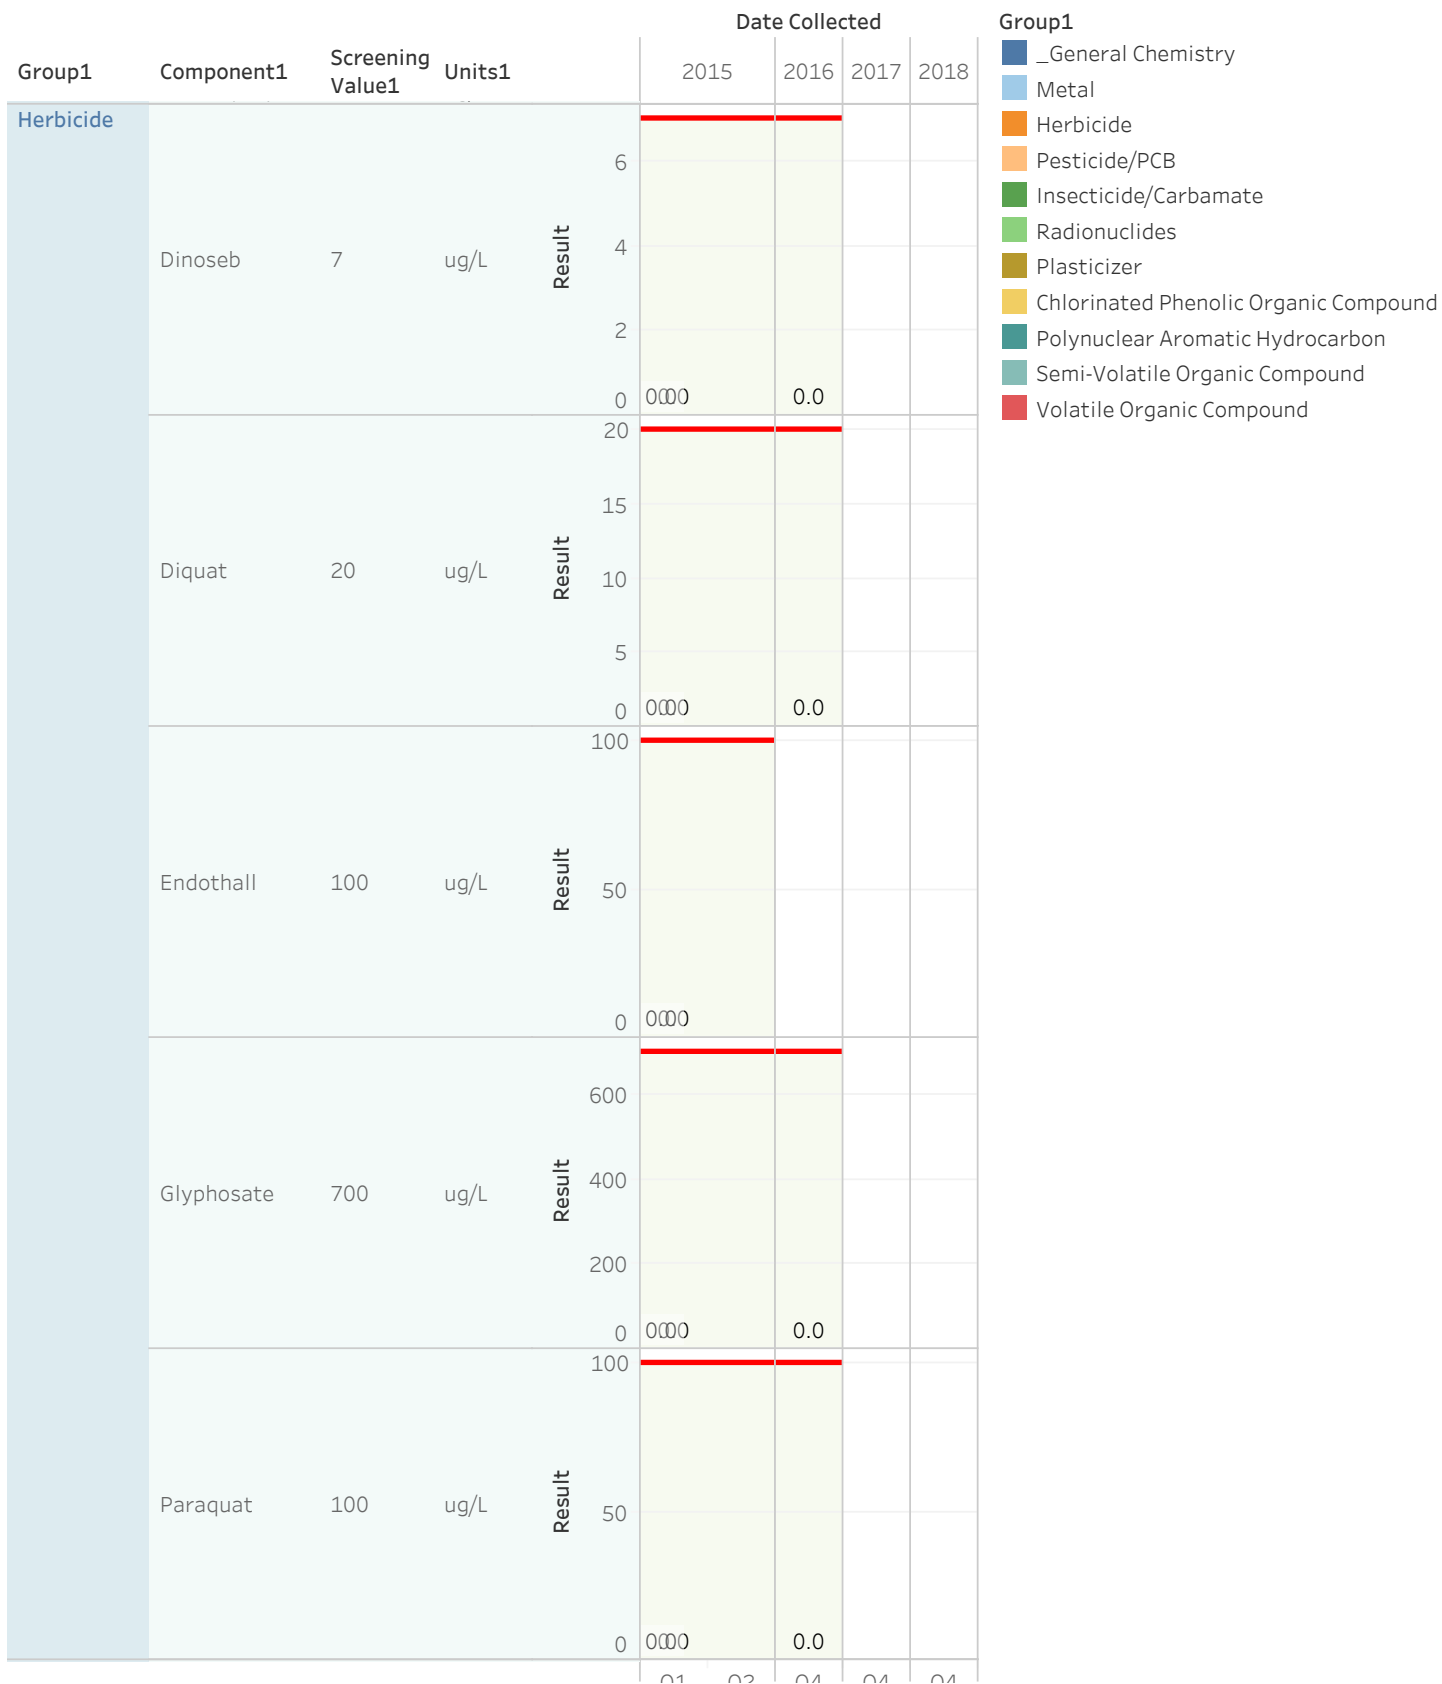 Date Collected
Group1 Component1 Screening Value1 Units1 2015 2016 2017 2018
Herbicide
Dinoseb 7 ug/L Result
6
4
2
0 0.0
Diquat 20 ug/L Result
20
15
10
5
0 0.0
Endothall 100 ug/L Result
100
50
0
Glyphosate 700 ug/L Result
600
400
200
0 0.0
Paraquat 100 ug/L Result
100
50
0 0.0
Group1
_General Chemistry
Metal
Herbicide
Pesticide/PCB
Insecticide/Carbamate
Radionuclides
Plasticizer
Chlorinated Phenolic Organic Compound
Polynuclear Aromatic Hydrocarbon
Semi-Volatile Organic Compound
Volatile Organic Compound